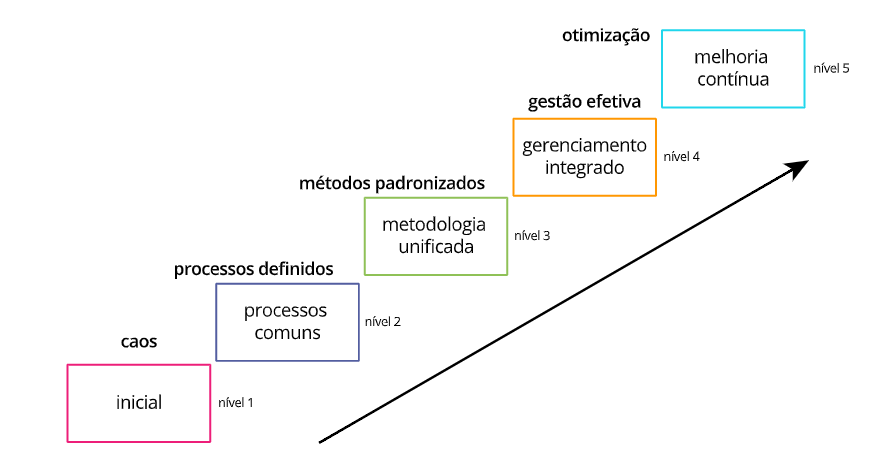 otimização
melhoria
contínua
nível 5
gestão efetiva
gerenciamento
integrado
nível 4
métodos padronizados
metodologia
unificada
nível 3
processos definidos
processos
comuns
nível 2
caos
inicial
nível 1